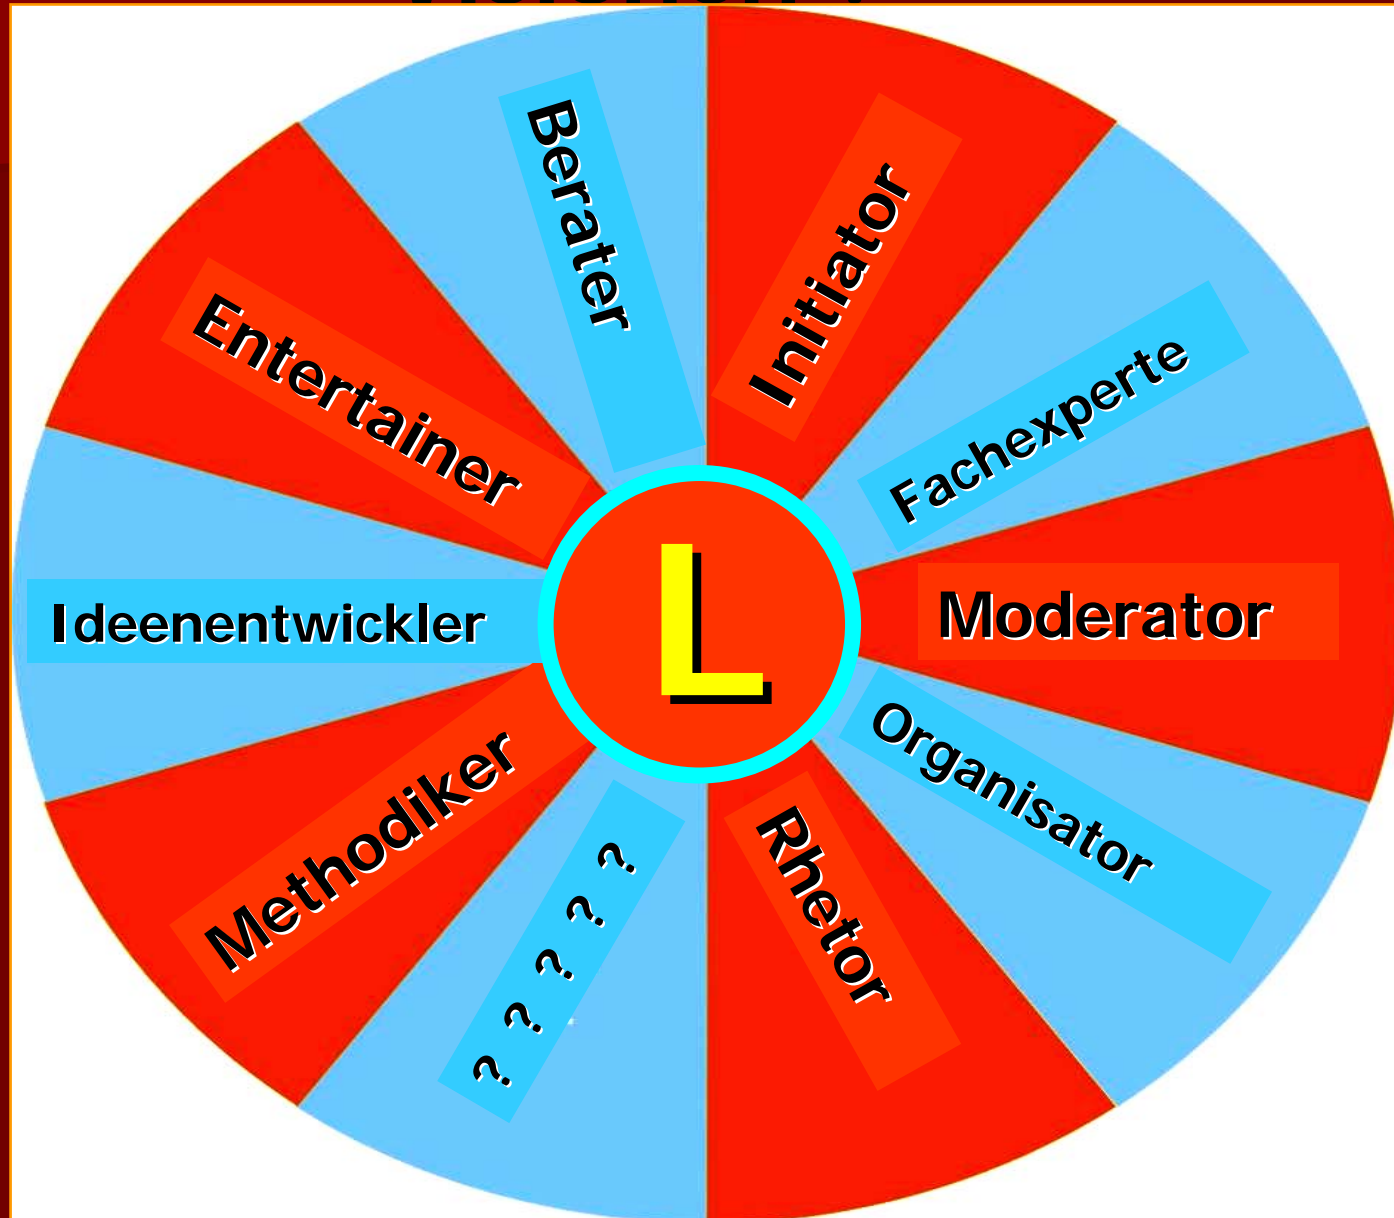 Berater
Initiator
Entertainer
Fachexperte
Ideenentwickler
L
Moderator
Methodiker
Organisator
? ? ? ? ?
Rhetor